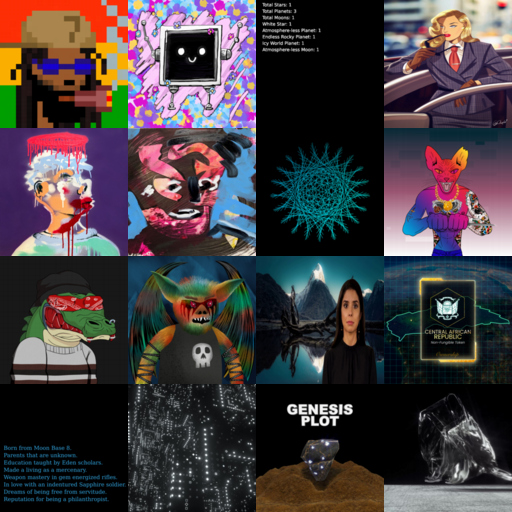 Total Stars: 1
Total Planets: 3
Total Moons: 1
White Star: 1
Atmosphere-less Planet: 1
Endless Rocky Planet: 1
Icy World Planet: 1
Atmosphere-less Moon: 1
CENTRAL AFRICAN
REPUBLIC
Non-Fungible Token
Born from Moon Base 8.
Parents that are unknown.
Education taught by Eden scholars.
Made a living as a mercenary.
Weapon mastery in gem energized rifles.
In love with an indentured Sapphire soldier.
Dreams of being free from servitude.
Reputation for being a philanthropist.
GENESIS
PLOT